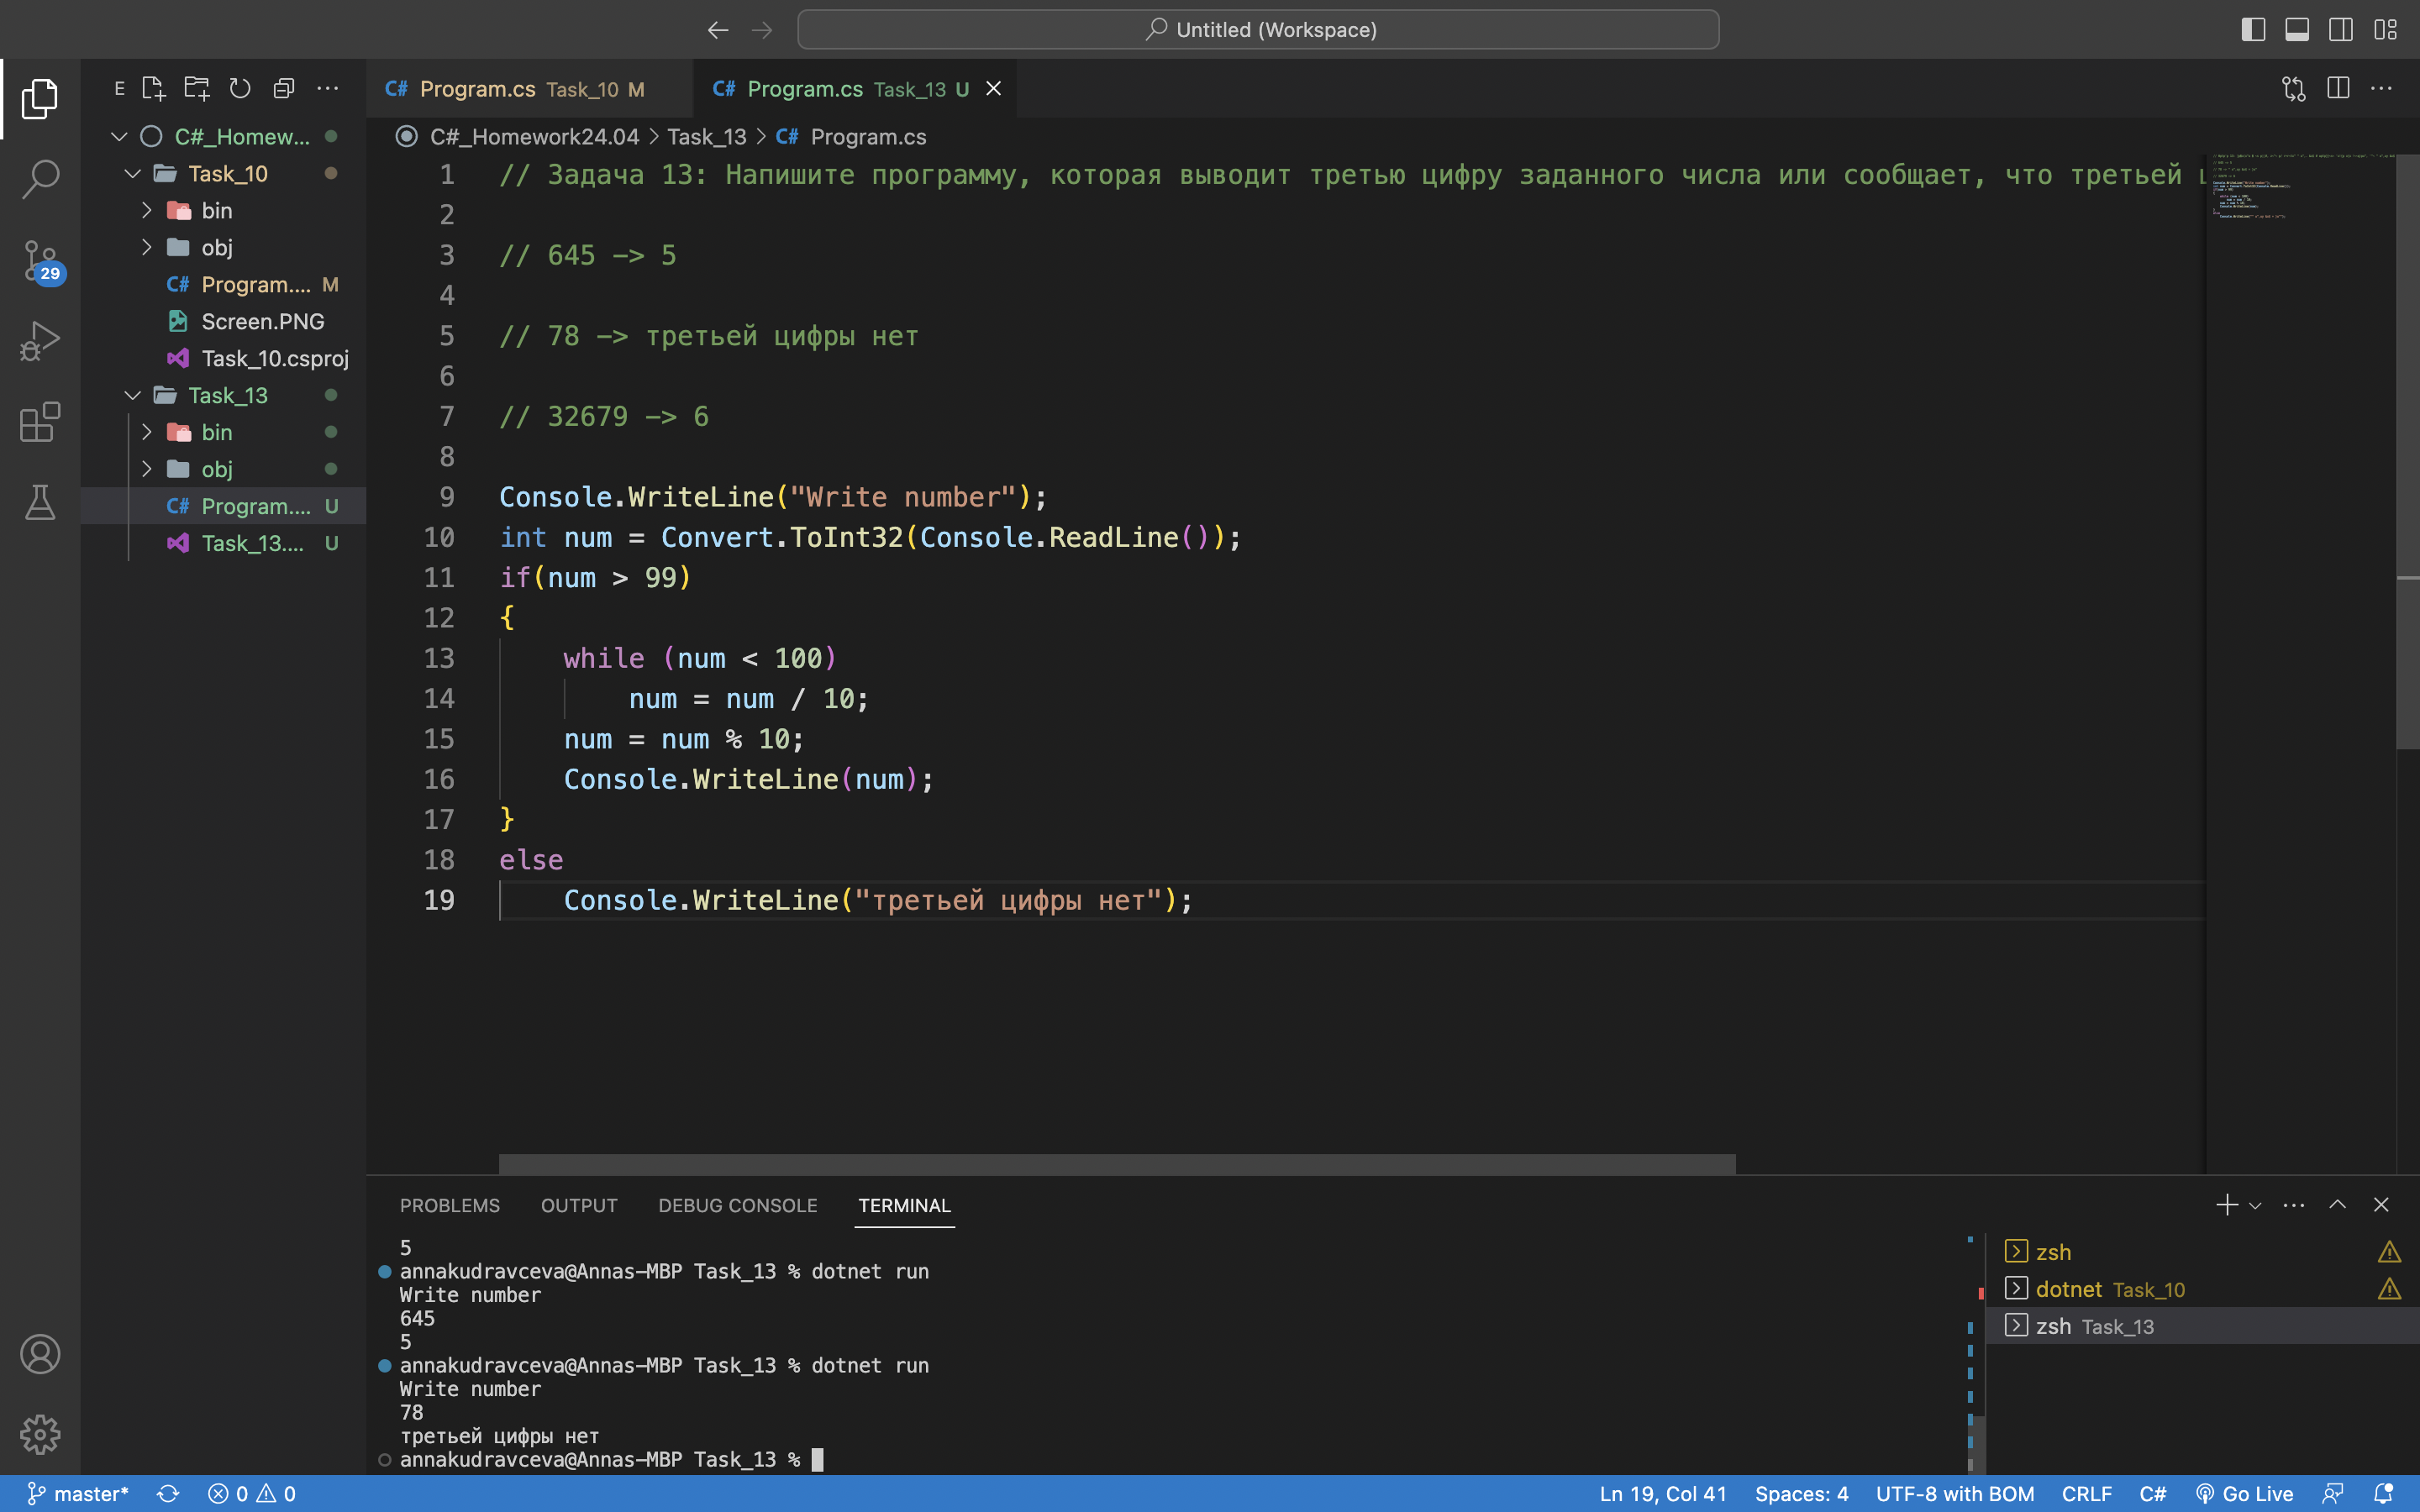 Untitled (Workspace)
E
C# Program.cs Task_10 M
C# Program.cs Task_13 U
C#_Homew...
C#_Homework24.04 > Task_13 > C# Program.cs
Task_10
bin
obj
C# Program.... M
Screen.PNG
Task_10.csproj
Task_13
bin
obj
C# Program.... U
Task_13.... U
29
1 // Задача 13: Напишите программу, которая выводит третью цифру заданного числа или сообщает, что третьей
2
3 // 645 -> 5
4
5 // 78 -> третьей цифры нет
6
7 // 32679 -> 6
8
9 Console.WriteLine("Write number");
10 int num = Convert.ToInt32(Console.ReadLine());
11 if(num > 99)
12 {
13 while (num < 100)
14 num = num / 10;
15 num = num % 10;
16 Console.WriteLine(num);
17 }
18 else
19 Console.WriteLine("третьей цифры нет");
PROBLEMS OUTPUT DEBUG CONSOLE TERMINAL
5
annakudravceva@Annas-MBP Task_13 % dotnet run
Write number
645
5
annakudravceva@Annas-MBP Task_13 % dotnet run
Write number
78
третьей цифры нет
annakudravceva@Annas-MBP Task_13 %
zsh
dotnet Task_10
zsh Task_13
master* 0 0 Ln 19, Col 41 Spaces: 4 UTF-8 with BOM CRLF C# Go Live